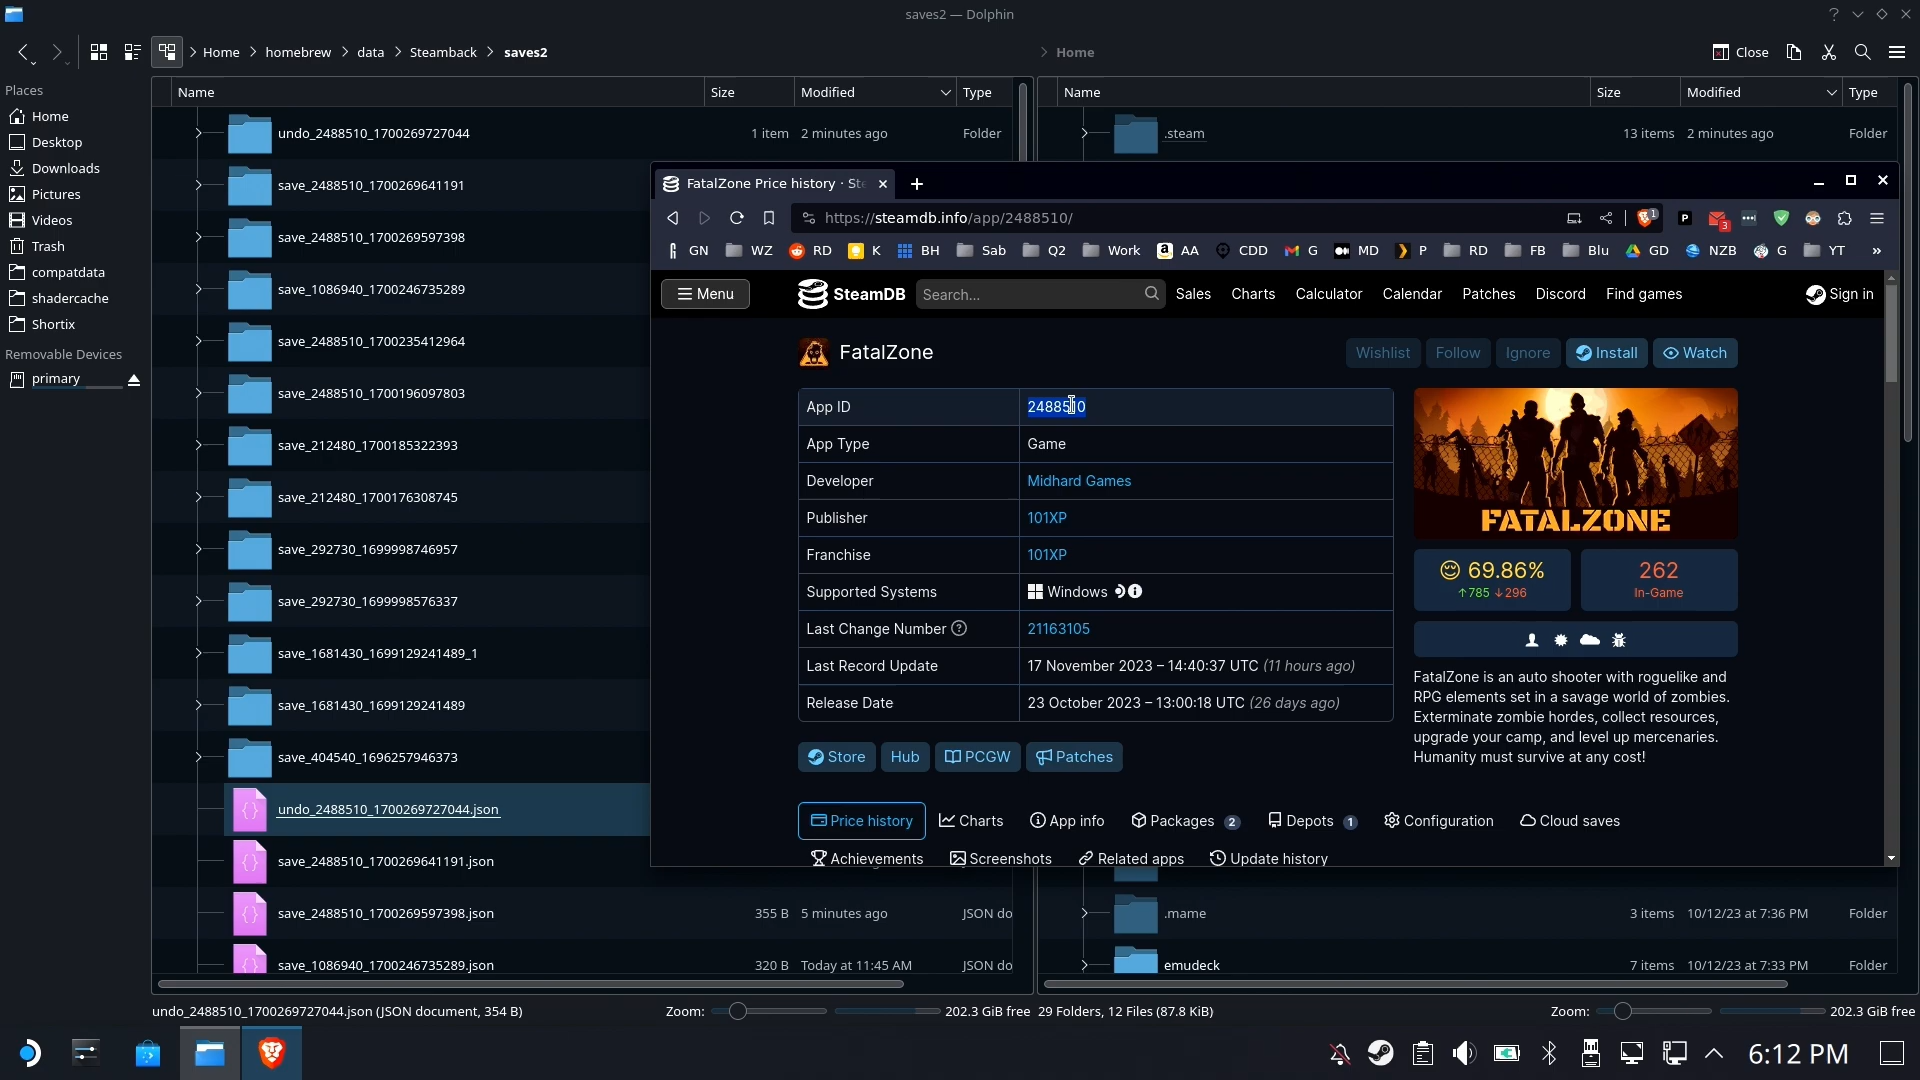 saves2 — Dolphin
Home > homebrew > data > Steamback > saves2
> Home
Close
Places
Home
Desktop
Downloads
Pictures
Videos
Trash
compatdata
shadercache
Shortix
Removable Devices
primary
Name Size Modified Type
undo_2488510_1700269727044 1 item 2 minutes ago Folder
save_2488510_1700269641191
save_2488510_1700269597398
save_1086940_1700246735289
save_2488510_1700235412964
save_2488510_1700196097803
save_212480_1700185322393
save_212480_1700176308745
save_292730_1699998746957
save_292730_1699998576337
save_1681430_1699129241489_1
save_1681430_1699129241489
save_404540_1696257946373
undo_2488510_1700269727044.json
save_2488510_1700269641191.json
save_2488510_1700269597398.json 355 B 5 minutes ago JSON do
save_1086940_1700246735289.json 320 B Today at 11:45 AM JSON do
undo_2488510_1700269727044.json (JSON document, 354 B) Zoom: 202.3 GiB free
Name Size Modified Type
.steam 13 items 2 minutes ago Folder
FatalZone Price history · Ste
https://steamdb.info/app/2488510/
1
P
3
GN WZ RD K BH Sab Q2 Work AA CDD G MD P RD FB Blu GD NZB G YT »
Menu SteamDB Search... Sales Charts Calculator Calendar Patches Discord Find games Sign in
FatalZone Wishlist Follow Ignore Install Watch
App ID 2488510
App Type Game
Developer Midhard Games
Publisher 101XP
Franchise 101XP
Supported Systems Windows
Last Change Number 21163105
Last Record Update 17 November 2023 – 14:40:37 UTC (11 hours ago)
Release Date 23 October 2023 – 13:00:18 UTC (26 days ago)
Store Hub PCGW Patches
FATALZONE
69.86%
↑785 ↓296
262
In-Game
FatalZone is an auto shooter with roguelike and
RPG elements set in a savage world of zombies.
Exterminate zombie hordes, collect resources,
upgrade your camp, and level up mercenaries.
Humanity must survive at any cost!
Price history Charts App info Packages 2 Depots 1 Configuration Cloud saves
Achievements Screenshots Related apps Update history
.mame 3 items 10/12/23 at 7:36 PM Folder
emudeck 7 items 10/12/23 at 7:33 PM Folder
29 Folders, 12 Files (87.8 KiB) Zoom: 202.3 GiB free
6:12 PM